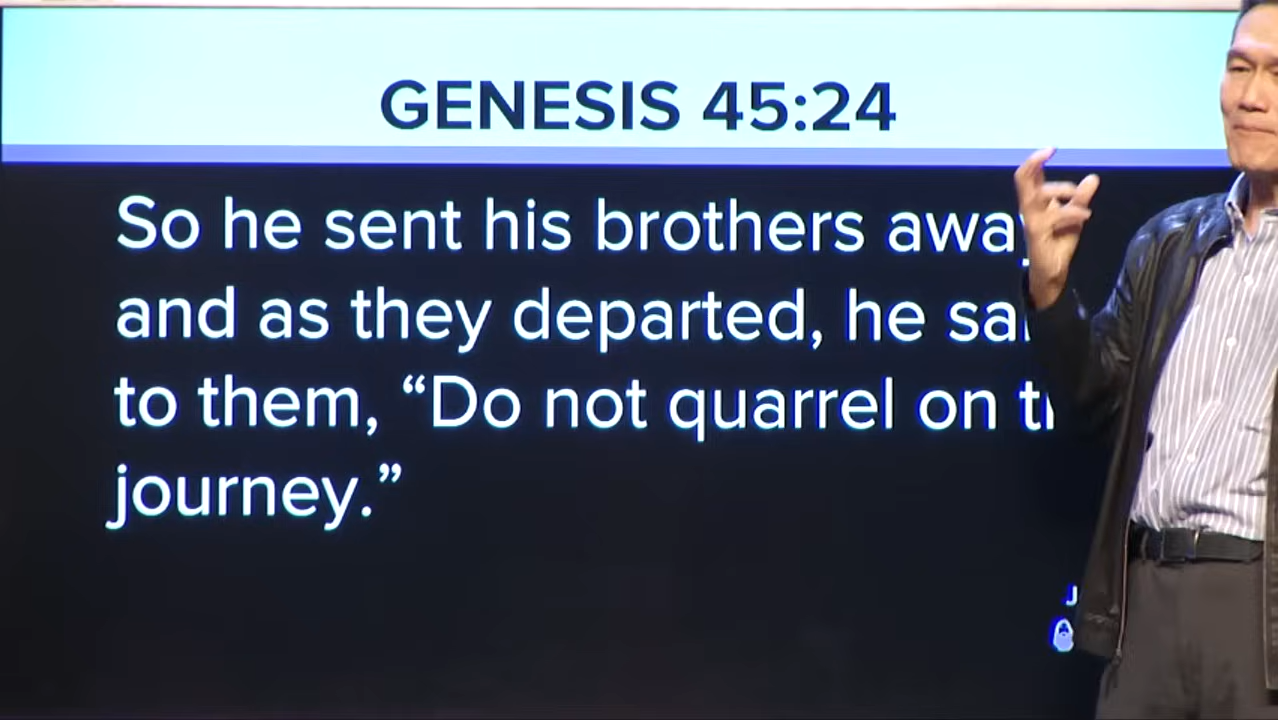 GENESIS 45:24
So he sent his brothers away
and as they departed, he
to them, “Do not quarrel on
journey.”